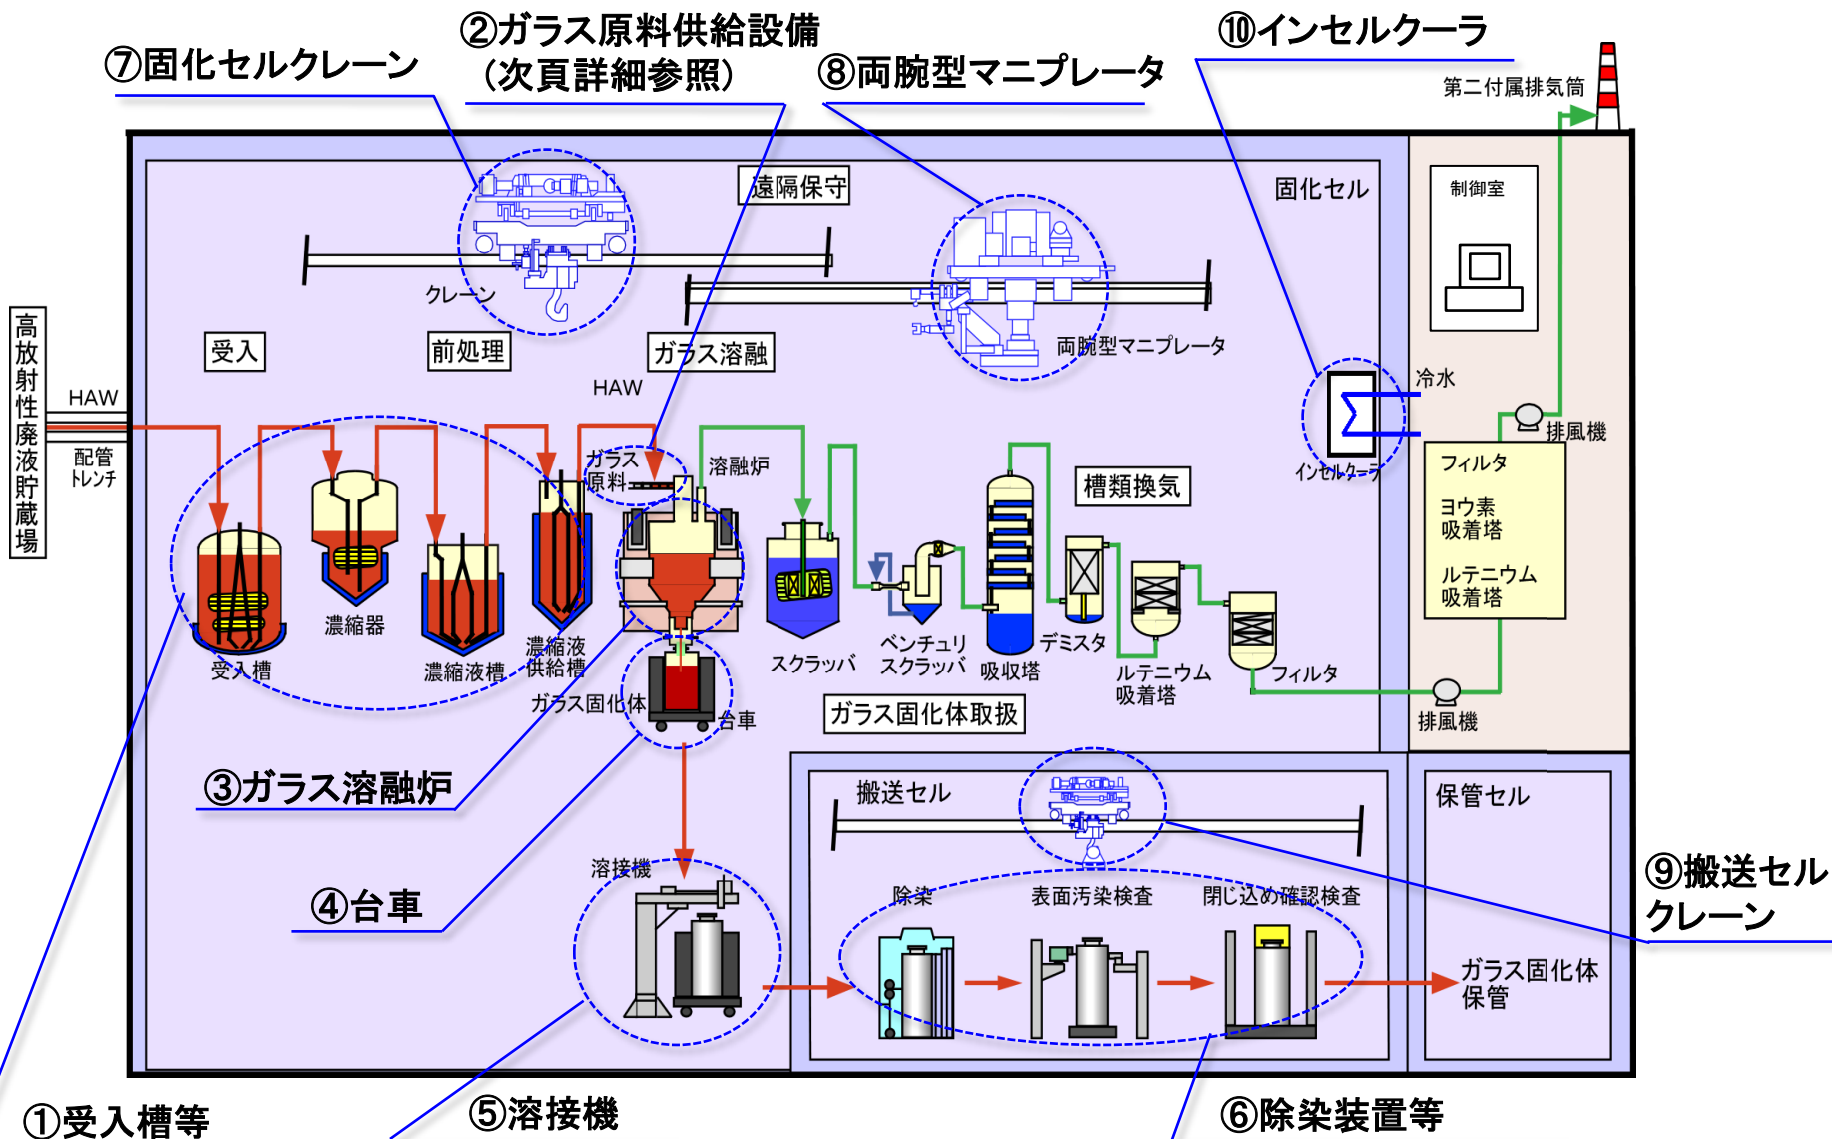 ②ガラス原料供給設備
(次頁詳細参照)
⑩インセルクーラ
⑦固化セルクレーン
⑧両腕型マニプレータ
第二付属排気筒
遠隔保守
固化セル
制御室
クレーン
高放射性廃液貯蔵場
受入
前処理
ガラス溶融
両腕型マニプレータ
HAW
HAW
冷水
配管
トレンチ
排風機
ガラス
原料
溶融炉
インセルクーラ
槽類換気
フィルタ
ヨウ素
吸着塔
ルテニウム
吸着塔
濃縮器
受入槽
濃縮液槽
濃縮液
供給槽
スクラッバ
ベンチュリ
スクラッバ
吸収塔
デミスタ
ルテニウム
吸着塔
フィルタ
ガラス固化体
台車
ガラス固化体取扱
排風機
③ガラス溶融炉
搬送セル
保管セル
④台車
溶接機
除染
表面汚染検査
閉じ込め確認検査
⑨搬送セル
クレーン
ガラス固化体
保管
①受入槽等
⑤溶接機
⑥除染装置等